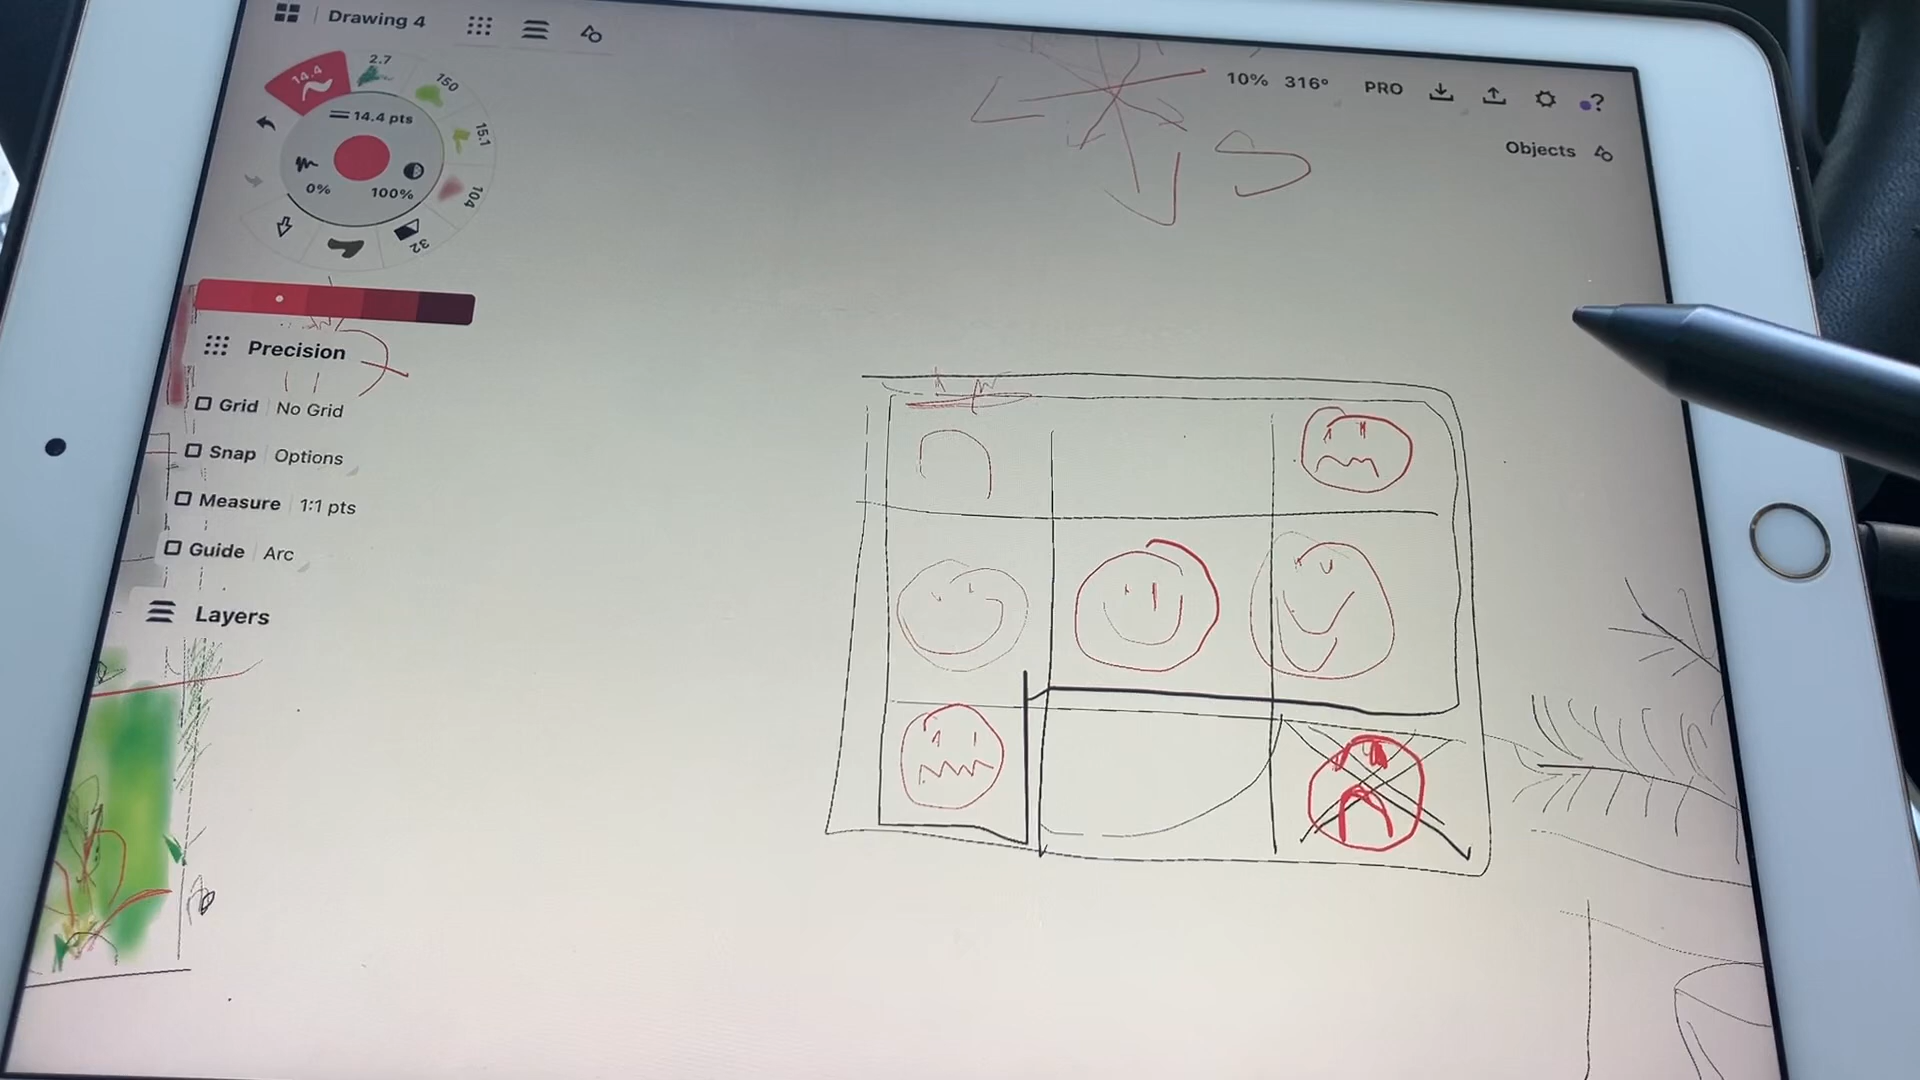 Drawing 4
10% 316° PRO ?
Objects
14.4
2.7
150
15.1
104
32
14.4 pts
0% 100%
Precision
Grid No Grid
Snap Options
Measure 1:1 pts
Guide Arc
Layers